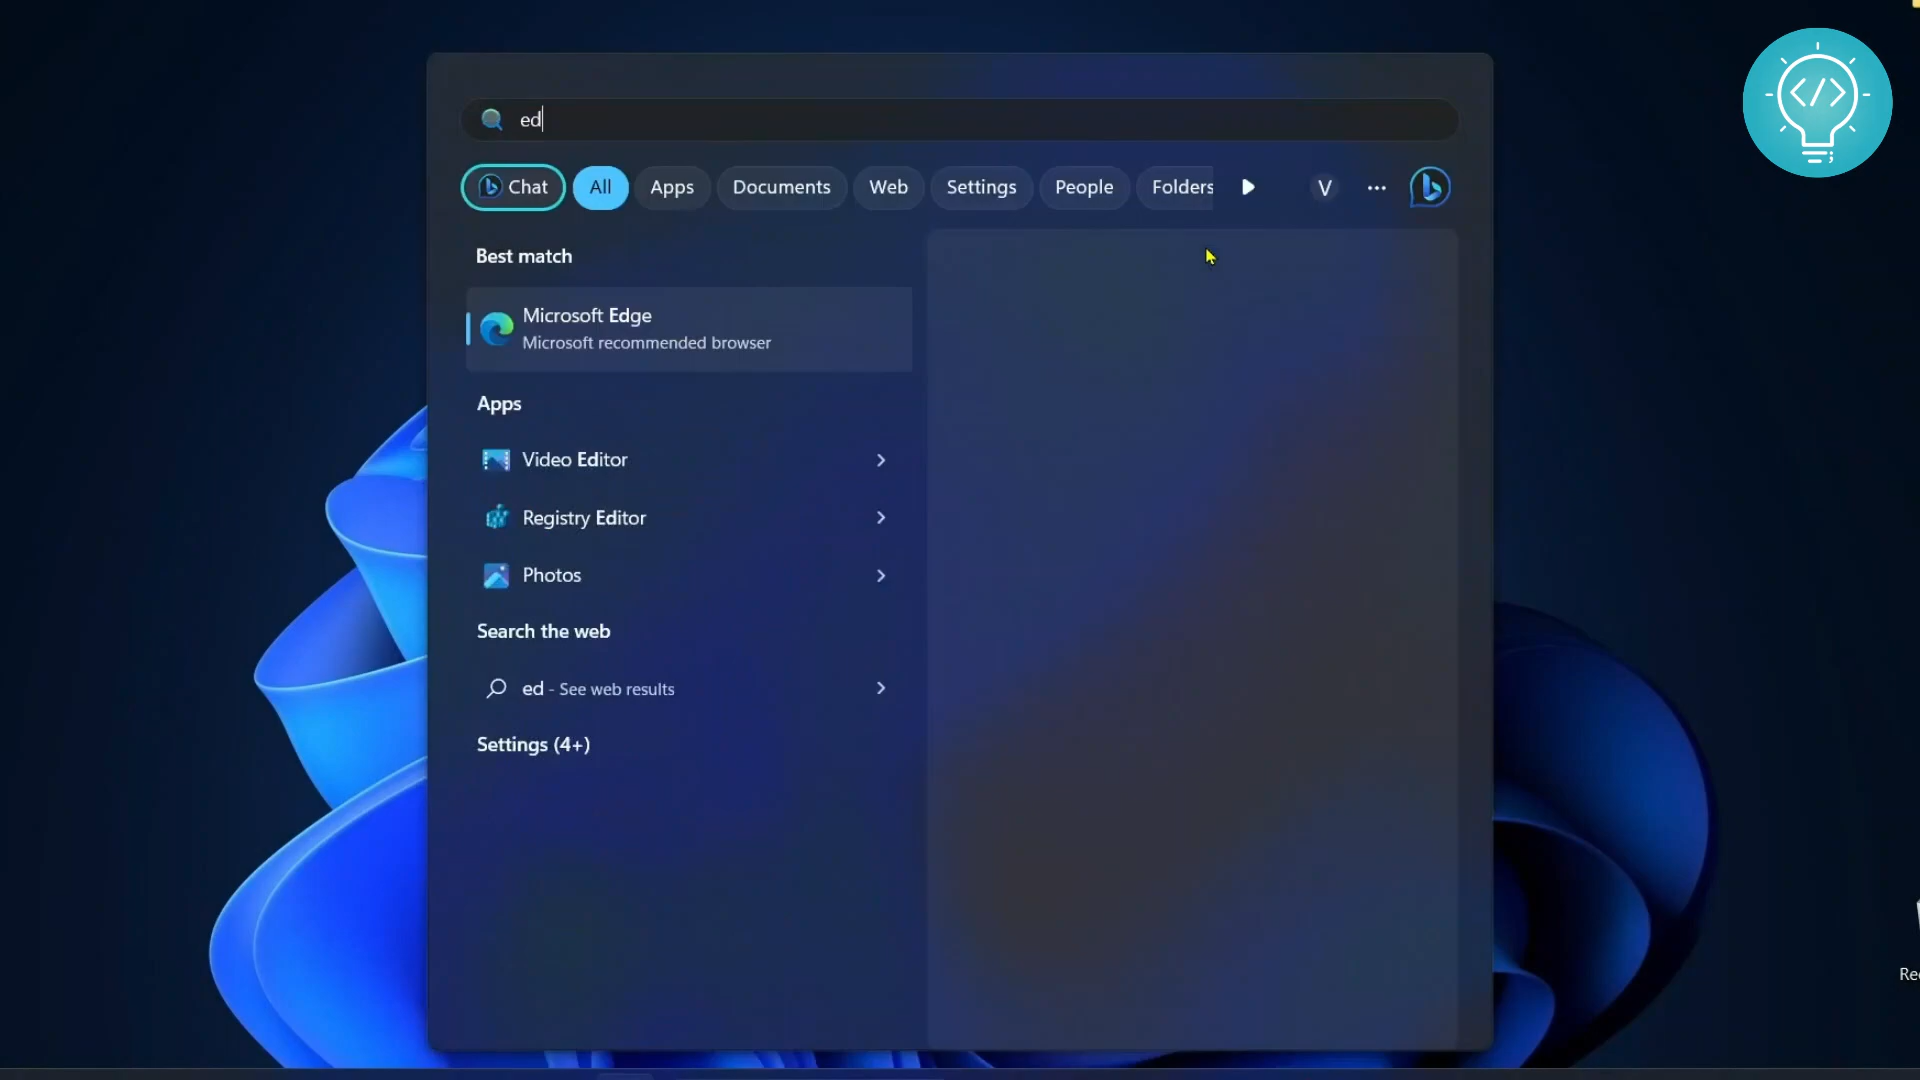 ed
Chat All Apps Documents Web Settings People Folders V
Best match
Microsoft Edge
Microsoft recommended browser
Apps
Video Editor
Registry Editor
Photos
Search the web
ed - See web results
Settings (4+)